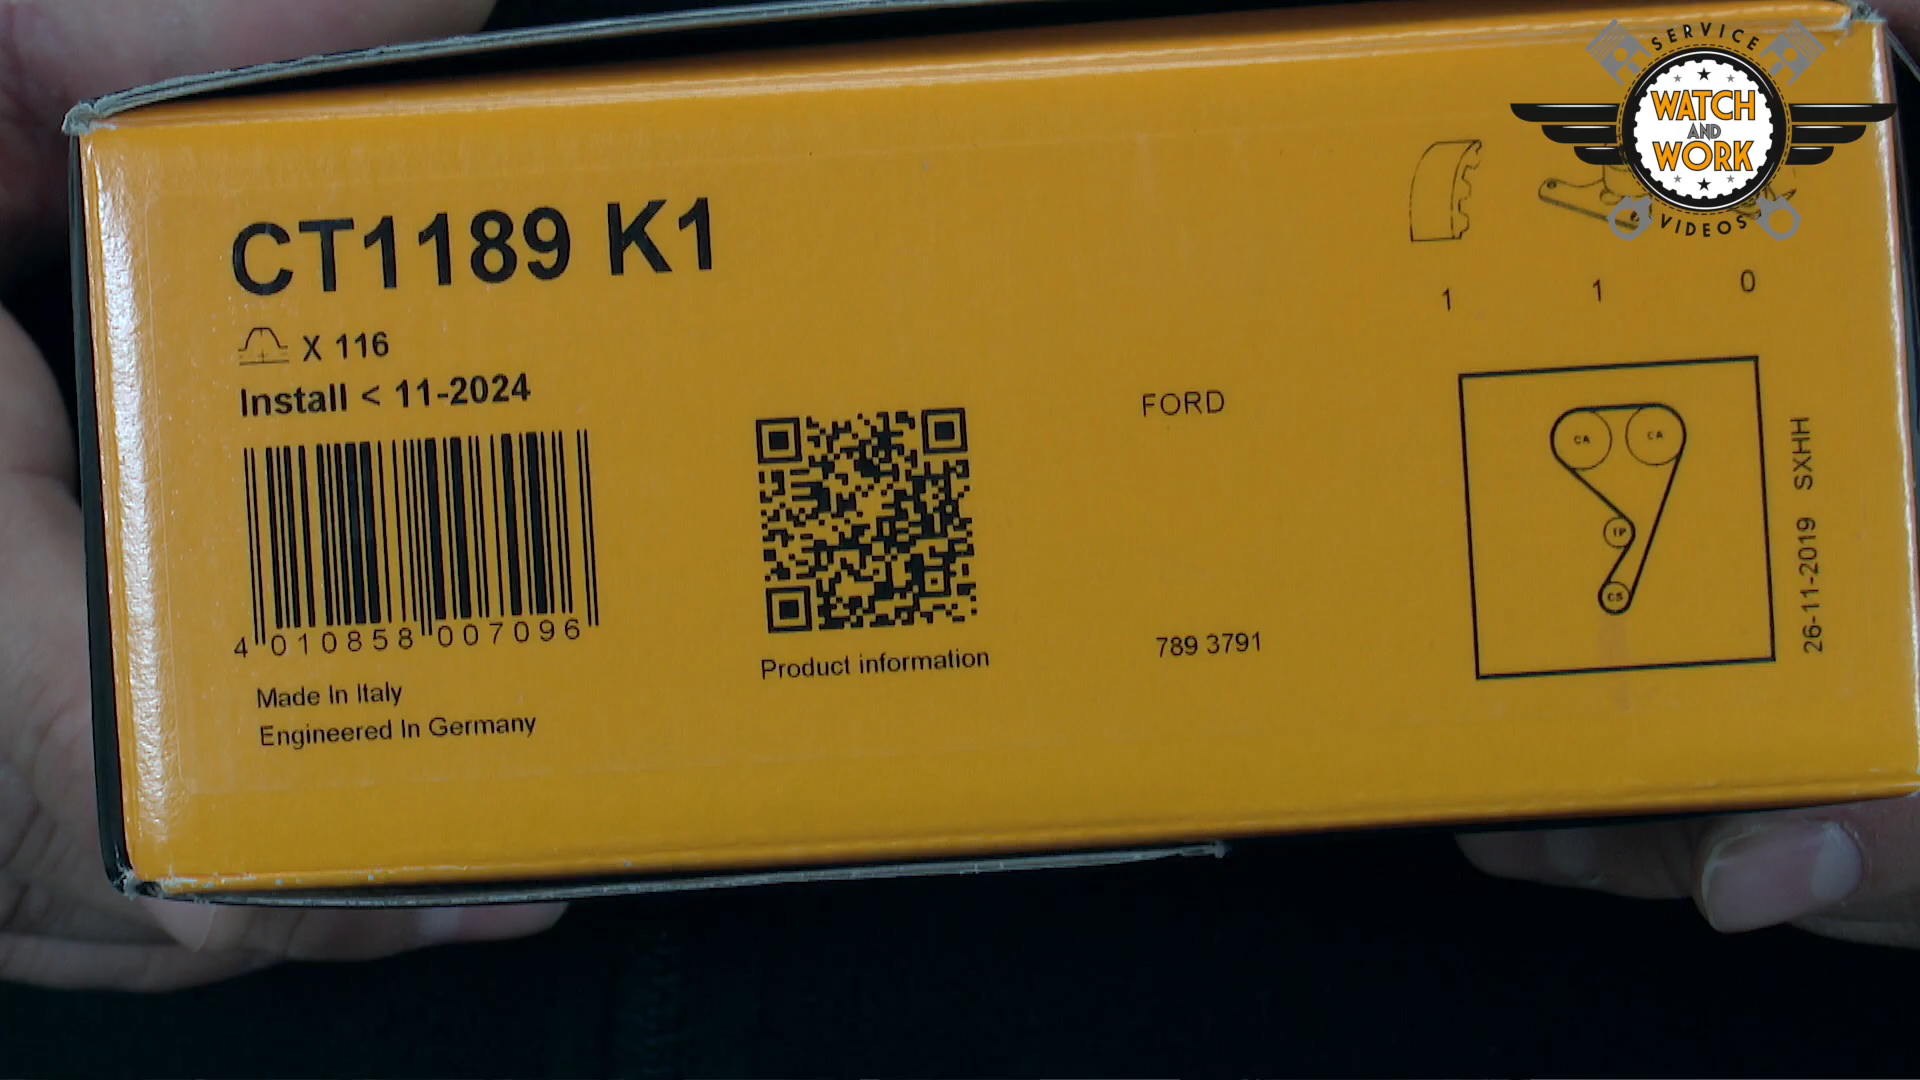 SERVICE
WATCH
AND
WORK
VIDEOS
CT1189 K1
X 116
Install < 11-2024
4 010858 007096
Made In Italy
Engineered In Germany
Product information
FORD
789 3791
1 1 0
CA CA
TP
CS
26-11-2019 SXHH